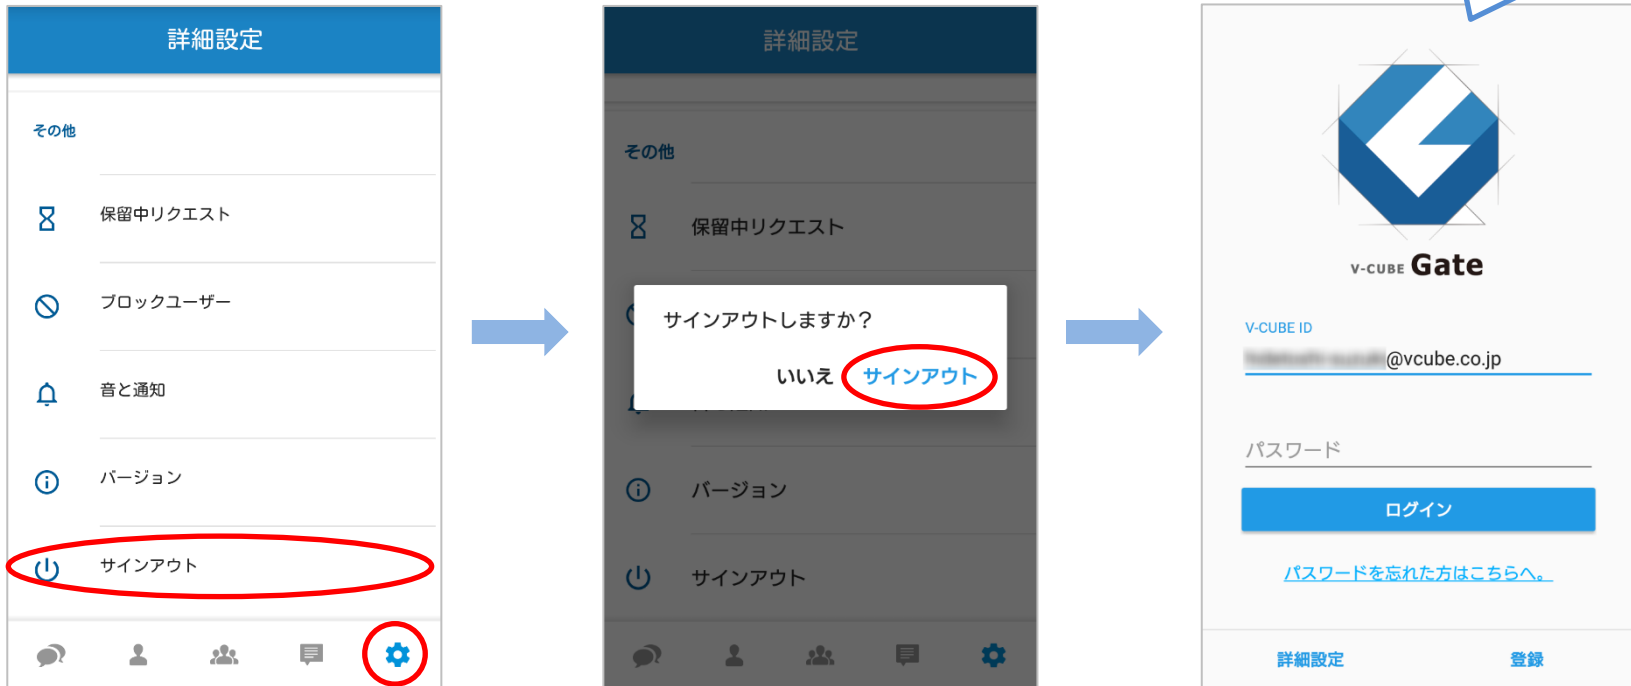 詳細設定
その他
保留中リクエスト
ブロックユーザー
音と通知
バージョン
サインアウト
詳細設定
その他
保留中リクエスト
サインアウトしますか？
いいえ サインアウト
バージョン
サインアウト
V-CUBE Gate
V-CUBE ID
@vcube.co.jp
パスワード
ログイン
パスワードを忘れた方はこちらへ。
詳細設定 登録